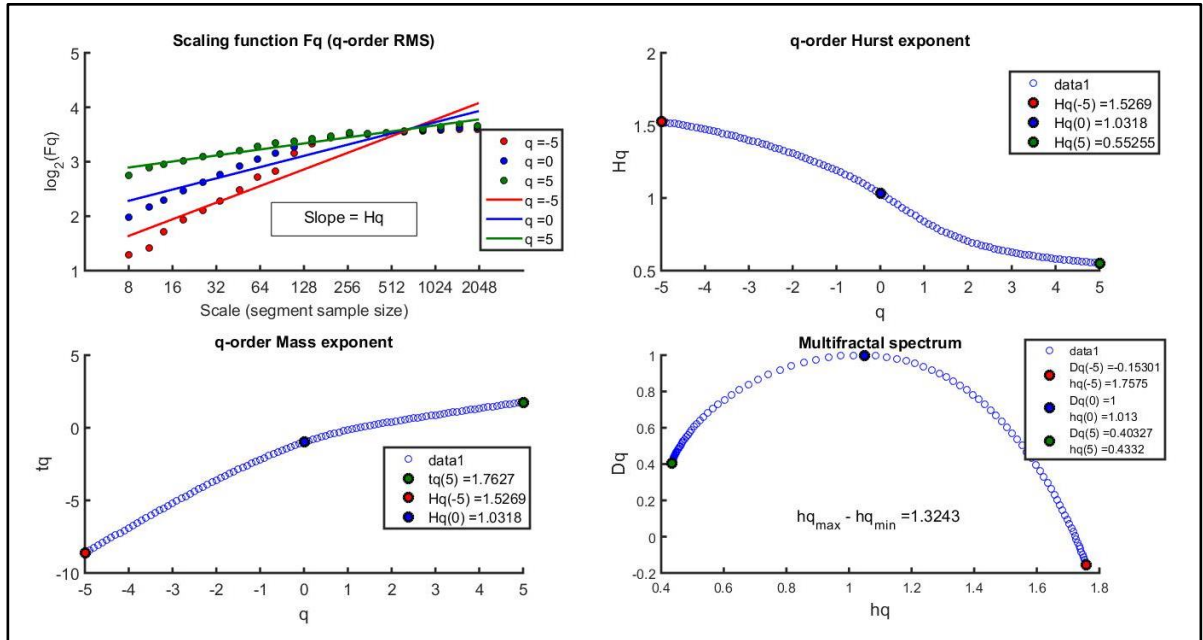 Scaling function Fq (q-order RMS)
5
4
3
2
1
log2(Fq)
8 16 32 64 128 256 512 1024 2048
Scale (segment sample size)
Slope = Hq
q =-5
q =0
q =5
q =-5
q =0
q =5
q-order Hurst exponent
2
1.5
1
0.5
Hq
-5 -4 -3 -2 -1 0 1 2 3 4 5
q
data1
Hq(-5) =1.5269
Hq(0) =1.0318
Hq(5) =0.55255
q-order Mass exponent
5
0
-5
-10
tq
-5 -4 -3 -2 -1 0 1 2 3 4 5
q
data1
tq(5) =1.7627
Hq(-5) =1.5269
Hq(0) =1.0318
Multifractal spectrum
1
0.8
0.6
0.4
0.2
0
-0.2
Dq
0.4 0.6 0.8 1 1.2 1.4 1.6 1.8
hq
data1
Dq(-5) =-0.15301
hq(-5) =1.7575
Dq(0) =1
hq(0) =1.013
Dq(5) =0.40327
hq(5) =0.4332
hqmax - hqmin =1.3243